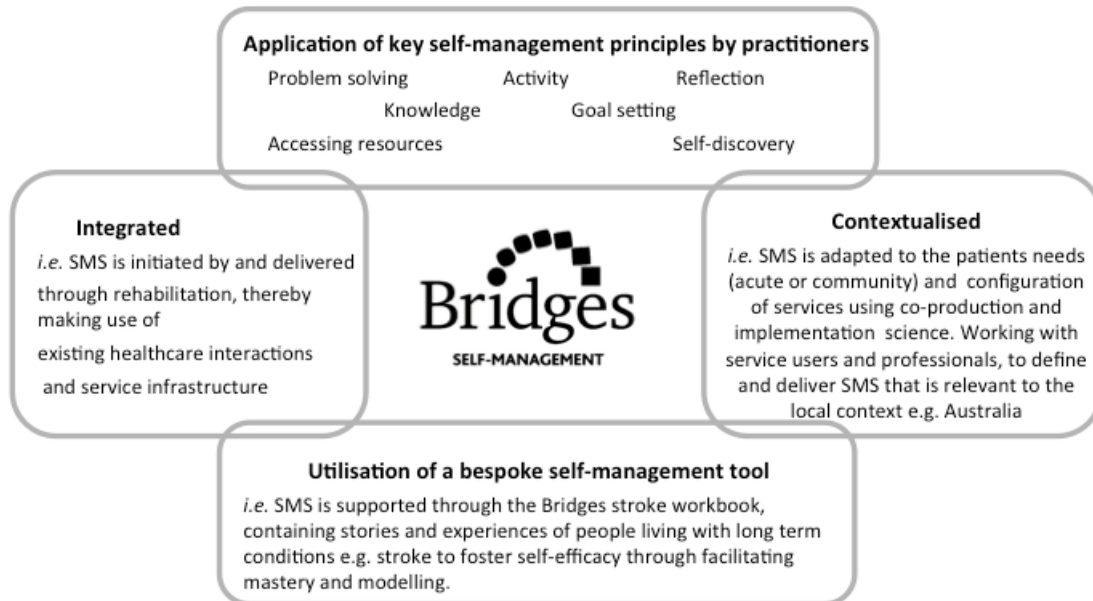 Application of key self-management principles by practitioners
Problem solving Activity Reflection
Knowledge Goal setting
Accessing resources Self-discovery
Integrated
i.e. SMS is initiated by and delivered
through rehabilitation, thereby
making use of
existing healthcare interactions
and service infrastructure
Bridges
SELF-MANAGEMENT
Contextualised
i.e. SMS is adapted to the patients needs
(acute or community) and configuration
of services using co-production and
implementation science. Working with
service users and professionals, to define
and deliver SMS that is relevant to the
local context e.g. Australia
Utilisation of a bespoke self-management tool
i.e. SMS is supported through the Bridges stroke workbook,
containing stories and experiences of people living with long term
conditions e.g. stroke to foster self-efficacy through facilitating
mastery and modelling.